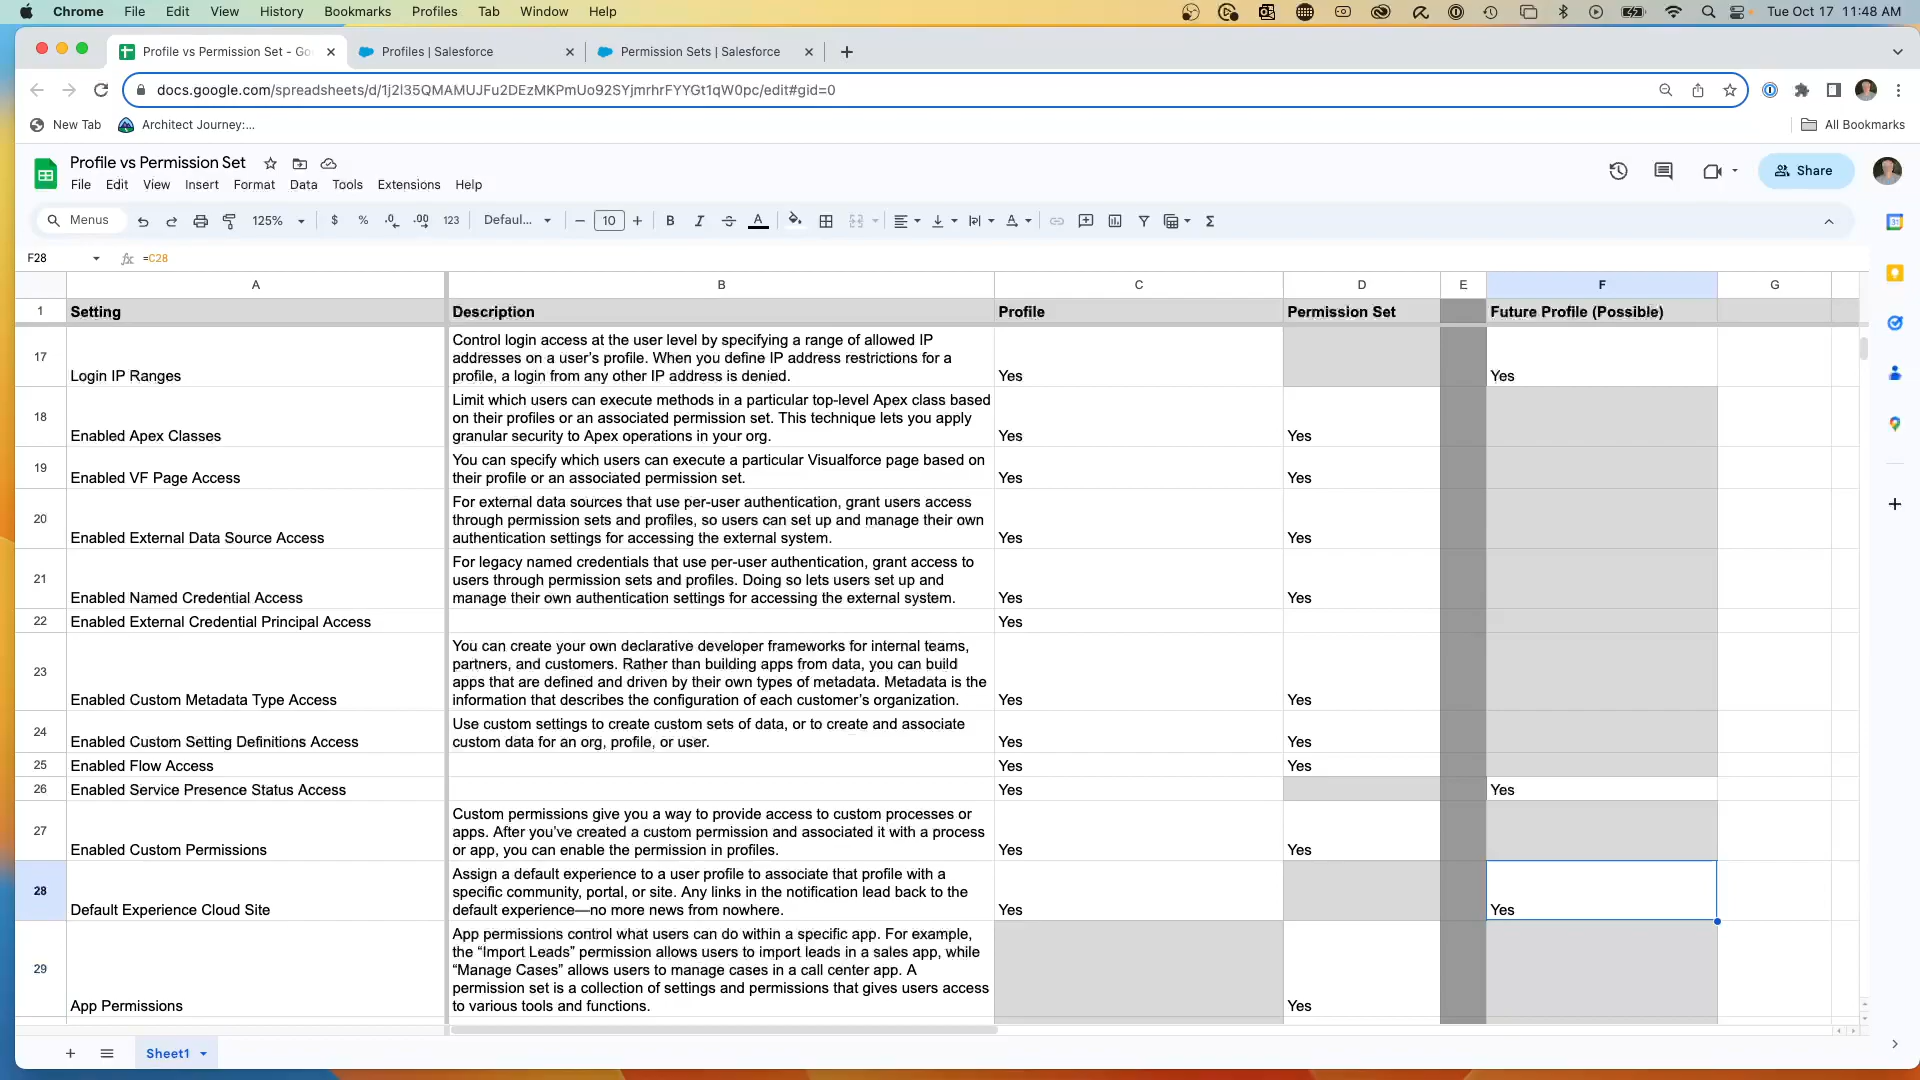 Chrome File Edit View History Bookmarks Profiles Tab Window Help Tue Oct 17 11:48 AM
Profile vs Permission Set - Go
Profiles | Salesforce
Permission Sets | Salesforce
docs.google.com/spreadsheets/d/1j2l35QMAMUJFu2DEzMKPmUo92SYjmrhrFYYGt1qW0pc/edit#gid=0
New Tab
Architect Journey:...
All Bookmarks
Profile vs Permission Set
File Edit View Insert Format Data Tools Extensions Help
Share
Menus 125% $ % .0 .00 123 Defaul... 10 B I A
F28 fx =C28
A B C D E F G
1 Setting Description Profile Permission Set Future Profile (Possible)
Control login access at the user level by specifying a range of allowed IP
addresses on a user's profile. When you define IP address restrictions for a
profile, a login from any other IP address is denied.
17 Login IP Ranges Yes Yes
Limit which users can execute methods in a particular top-level Apex class based
on their profiles or an associated permission set. This technique lets you apply
granular security to Apex operations in your org.
18 Enabled Apex Classes Yes Yes
You can specify which users can execute a particular Visualforce page based on
their profile or an associated permission set.
19 Enabled VF Page Access Yes Yes
For external data sources that use per-user authentication, grant users access
through permission sets and profiles, so users can set up and manage their own
authentication settings for accessing the external system.
20 Enabled External Data Source Access Yes Yes
For legacy named credentials that use per-user authentication, grant access to
users through permission sets and profiles. Doing so lets users set up and
manage their own authentication settings for accessing the external system.
21 Enabled Named Credential Access Yes Yes
22 Enabled External Credential Principal Access Yes
You can create your own declarative developer frameworks for internal teams,
partners, and customers. Rather than building apps from data, you can build
apps that are defined and driven by their own types of metadata. Metadata is the
information that describes the configuration of each customer's organization.
23 Enabled Custom Metadata Type Access Yes Yes
Use custom settings to create custom sets of data, or to create and associate
custom data for an org, profile, or user.
24 Enabled Custom Setting Definitions Access Yes Yes
25 Enabled Flow Access Yes Yes
26 Enabled Service Presence Status Access Yes Yes
Custom permissions give you a way to provide access to custom processes or
apps. After you've created a custom permission and associated it with a process
or app, you can enable the permission in profiles.
27 Enabled Custom Permissions Yes Yes
Assign a default experience to a user profile to associate that profile with a
specific community, portal, or site. Any links in the notification lead back to the
default experience—no more news from nowhere.
28 Default Experience Cloud Site Yes Yes
App permissions control what users can do within a specific app. For example,
the “Import Leads” permission allows users to import leads in a sales app, while
“Manage Cases” allows users to manage cases in a call center app. A
permission set is a collection of settings and permissions that gives users access
to various tools and functions.
29 App Permissions Yes
Sheet1